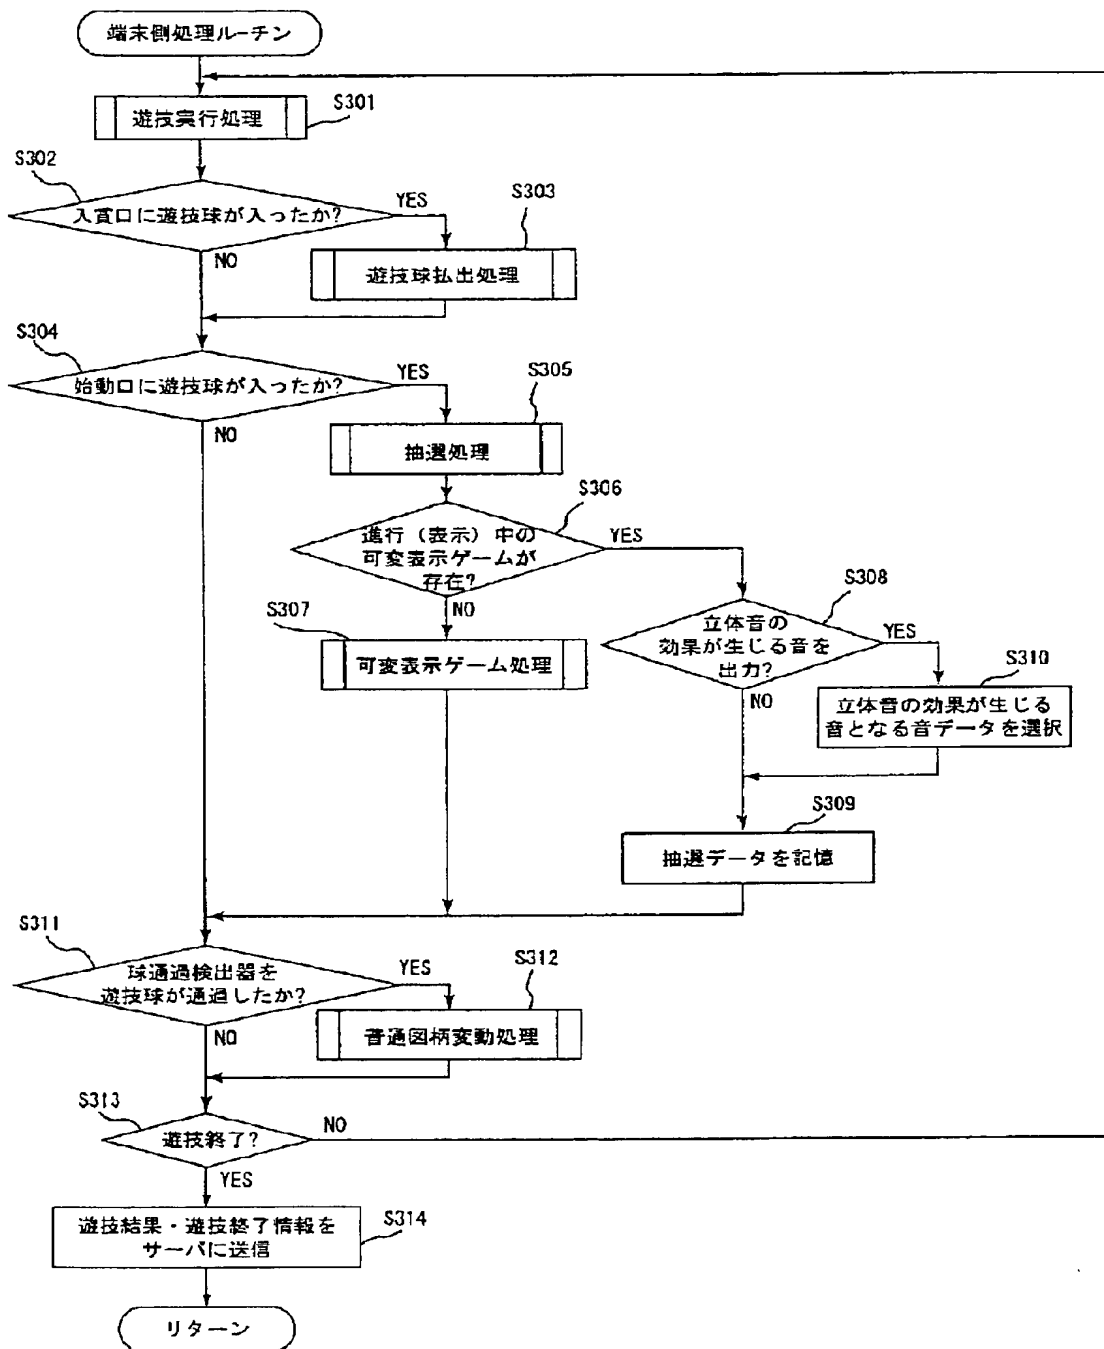 端末側処理ルーチン
遊技実行処理
S301
S302
入賞口に遊技球が入ったか?
YES
S303
NO
遊技球払出処理
S304
始動口に遊技球が入ったか?
YES
S305
NO
抽選処理
S306
進行（表示）中の
可変表示ゲームが
存在?
YES
NO
S307
可変表示ゲーム処理
S308
立体音の
効果が生じる音を
出力?
YES
NO
S310
立体音の効果が生じる
音となる音データを選択
S309
抽選データを記憶
S311
球通過検出器を
遊技球が通過したか?
YES
S312
NO
普通図柄変動処理
S313
遊技終了?
NO
YES
遊技結果・遊技終了情報を
サーバに送信
S314
リターン